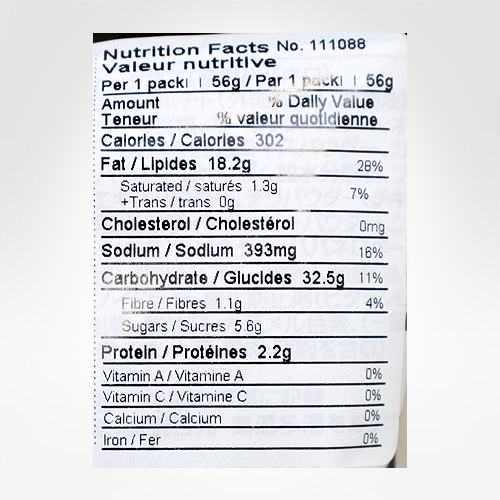 Nutrition Facts No. 111088
Valeur nutritive
Per 1 pack 56g / Par 1 pack 56g
Amount % Daily Value
Teneur % valeur quotidienne
Calories / Calories 302
Fat / Lipides 18.2g 28%
Saturated / saturés 1.3g 7%
+Trans / trans 0g
Cholesterol / Cholestérol 0mg
Sodium / Sodium 393mg 16%
Carbohydrate / Glucides 32.5g 11%
Fibre / Fibres 1.1g 4%
Sugars / Sucres 5.6g
Protein / Protéines 2.2g
Vitamin A / Vitamine A 0%
Vitamin C / Vitamine C 0%
Calcium / Calcium 0%
Iron / Fer 0%